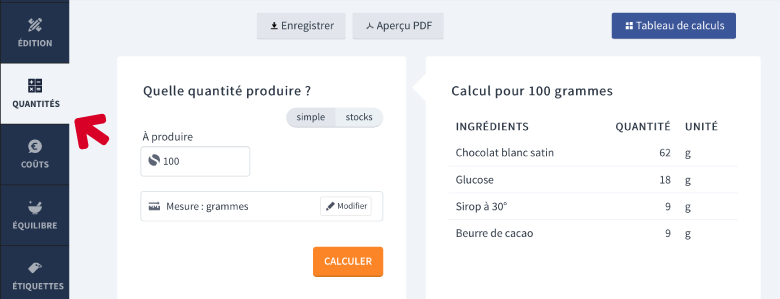 ÉDITION
QUANTITÉS
COÛTS
ÉQUILIBRE
ÉTIQUETTES
Enregistrer
Aperçu PDF
Tableau de calculs
Quelle quantité produire ?
simple stocks
À produire
100
Mesure : grammes Modifier
CALCULER
Calcul pour 100 grammes
INGRÉDIENTS QUANTITÉ UNITÉ
Chocolat blanc satin 62 g
Glucose 18 g
Sirop à 30° 9 g
Beurre de cacao 9 g